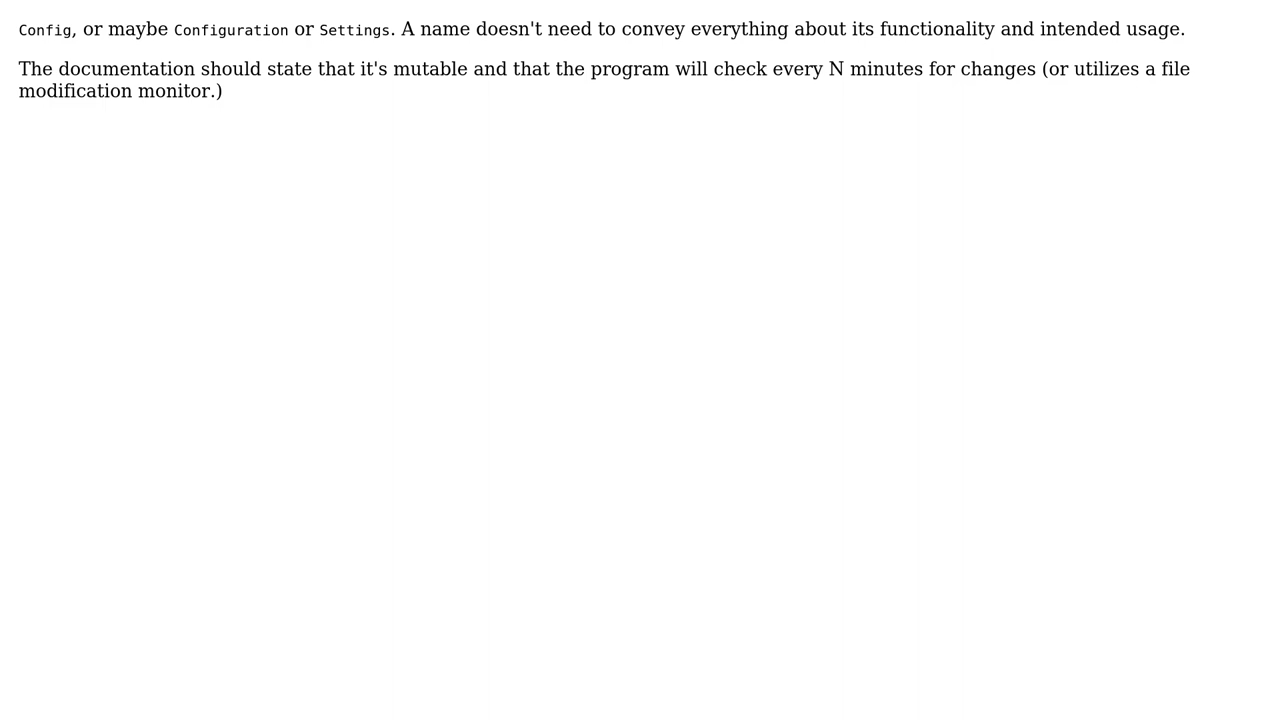 Config, or maybe Configuration or Settings. A name doesn't need to convey everything about its functionality and intended usage.
The documentation should state that it's mutable and that the program will check every N minutes for changes (or utilizes a file
modification monitor.)